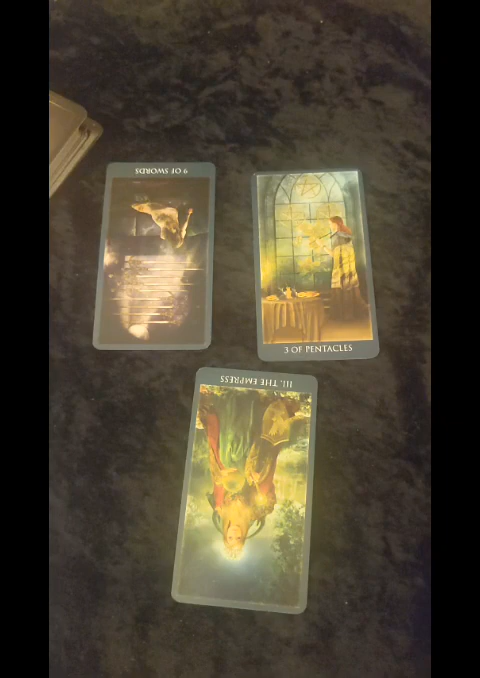 9 OF SWORDS
3 OF PENTACLES
III. THE EMPRESS